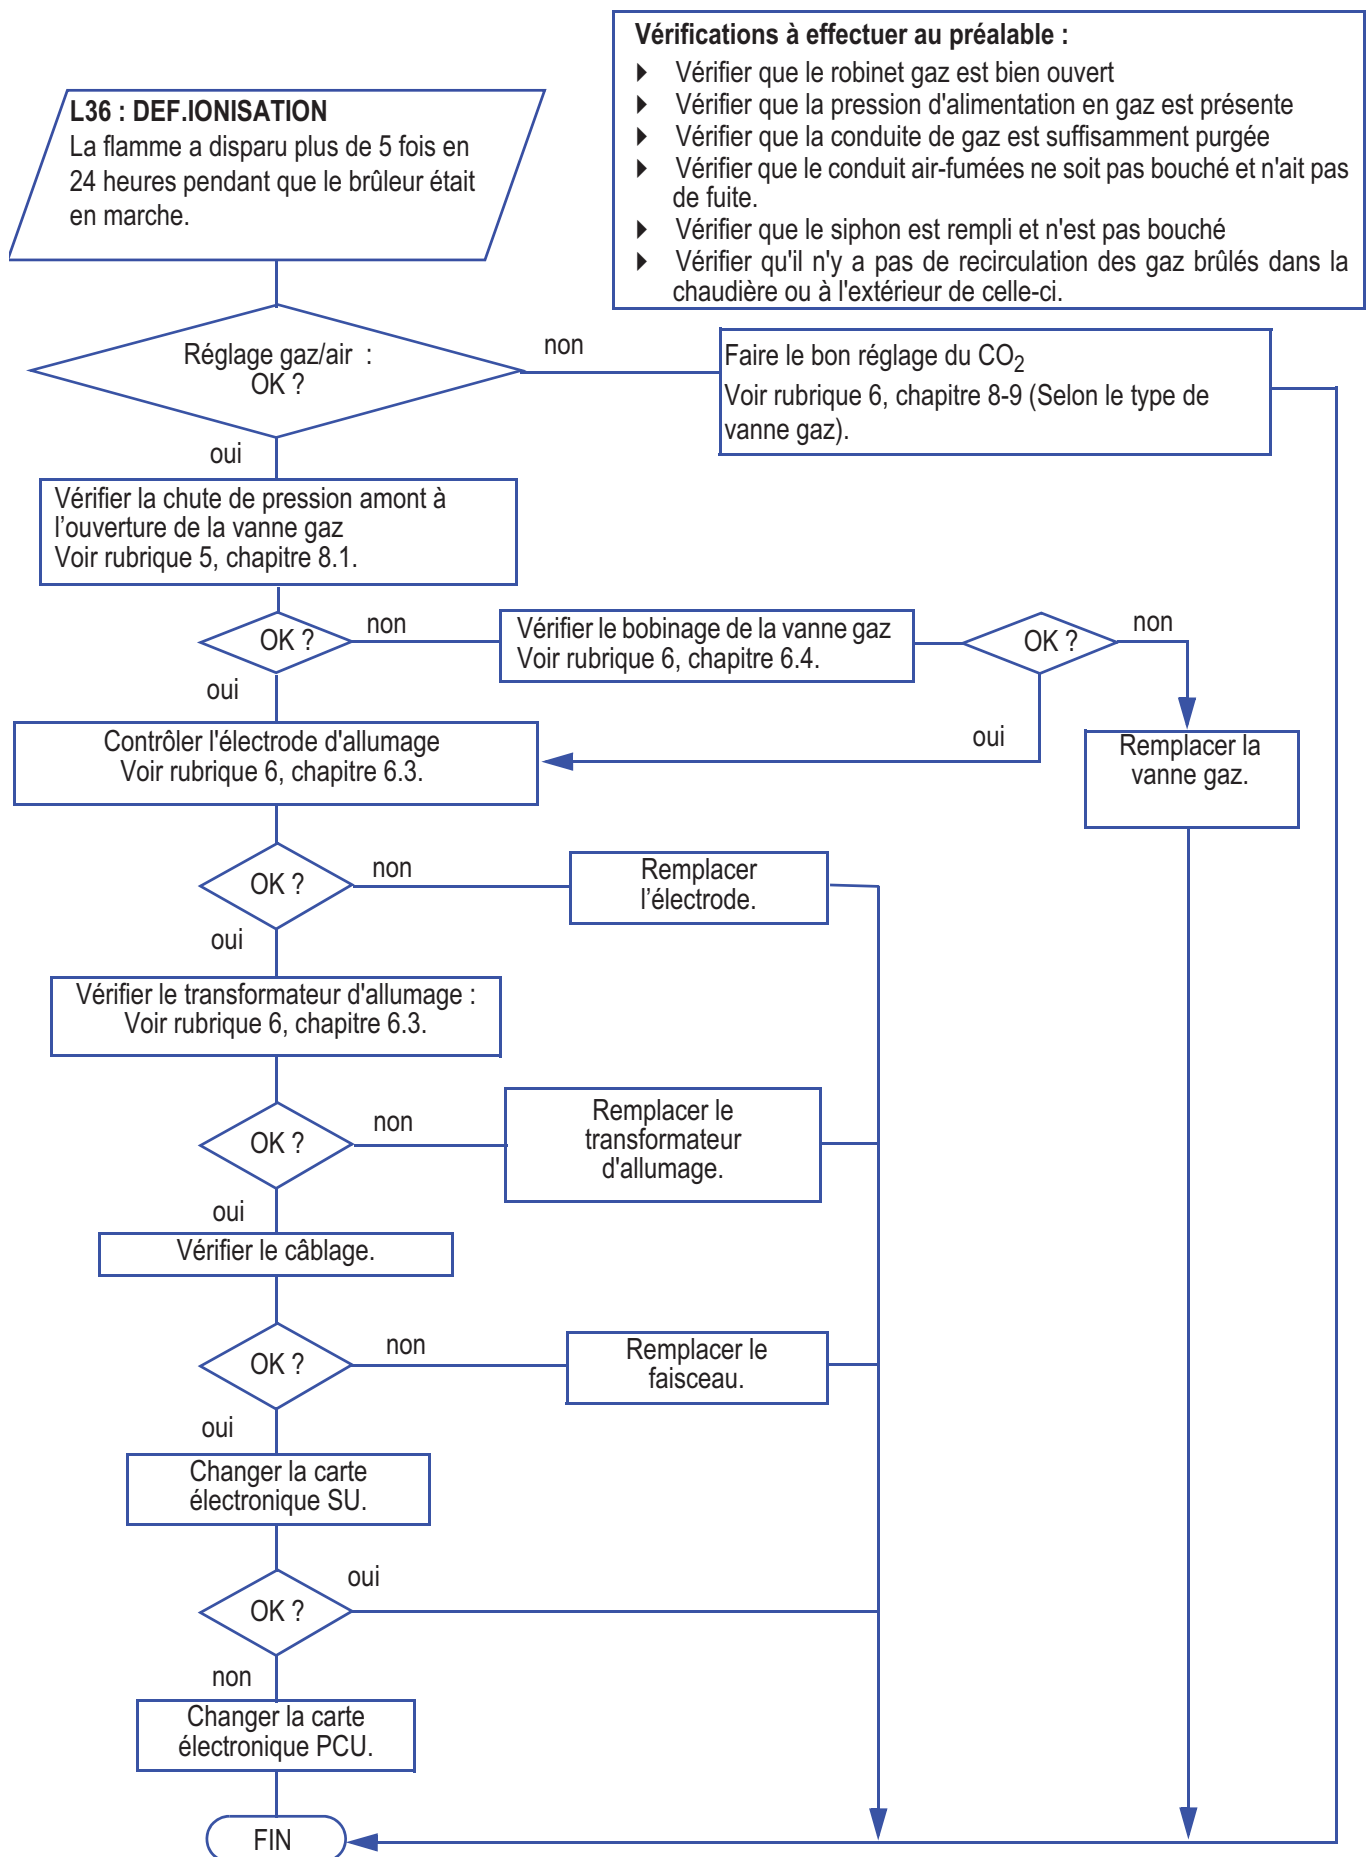 Vérifications à effectuer au préalable :
Vérifier que le robinet gaz est bien ouvert
Vérifier que la pression d'alimentation en gaz est présente
Vérifier que la conduite de gaz est suffisamment purgée
Vérifier que le conduit air-fumées ne soit pas bouché et n'ait pas
de fuite.
Vérifier que le siphon est rempli et n'est pas bouché
Vérifier qu'il n'y a pas de recirculation des gaz brûlés dans la
chaudière ou à l'extérieur de celle-ci.
L36 : DEF.IONISATION
La flamme a disparu plus de 5 fois en
24 heures pendant que le brûleur était
en marche.
Réglage gaz/air :
OK ?
non
Faire le bon réglage du CO2
Voir rubrique 6, chapitre 8-9 (Selon le type de
vanne gaz).
oui
Vérifier la chute de pression amont à
l’ouverture de la vanne gaz
Voir rubrique 5, chapitre 8.1.
OK ?
non
Vérifier le bobinage de la vanne gaz
Voir rubrique 6, chapitre 6.4.
OK ?
non
oui
oui
Remplacer la
vanne gaz.
Contrôler l'électrode d'allumage
Voir rubrique 6, chapitre 6.3.
OK ?
non
Remplacer
l’électrode.
oui
Vérifier le transformateur d'allumage :
Voir rubrique 6, chapitre 6.3.
OK ?
non
Remplacer le
transformateur
d'allumage.
oui
Vérifier le câblage.
OK ?
non
Remplacer le
faisceau.
oui
Changer la carte
électronique SU.
OK ?
oui
non
Changer la carte
électronique PCU.
FIN